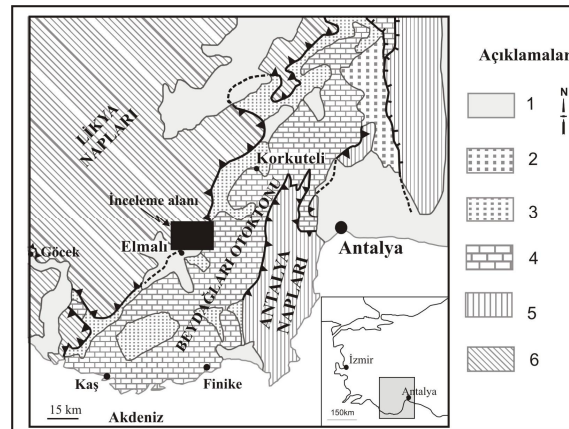 Açıklamalar
N
1
2
3
4
5
6
LİKYA
NAPLARI
Korkuteli
İnceleme alanı
Elmalı
Göcek
Antalya
BEYDAĞLARI OTOKTONU
ANTALYA
NAPLARI
Kaş
Finike
15 km
Akdeniz
İzmir
Antalya
150km